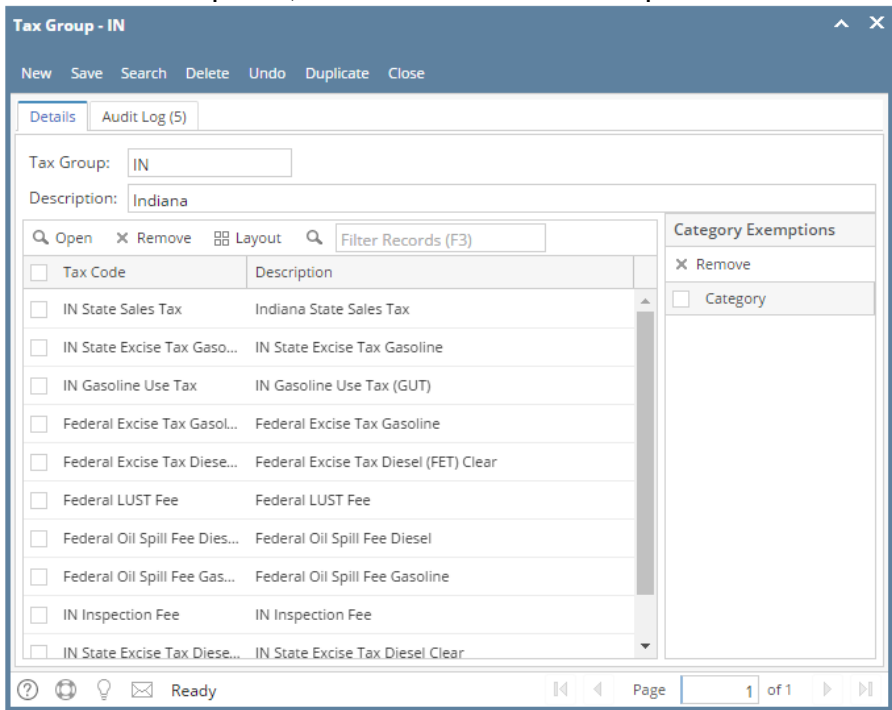 Tax Group - IN
New Save Search Delete Undo Duplicate Close
Details Audit Log (5)
Tax Group: IN
Description: Indiana
Open Remove Layout Filter Records (F3)
Category Exemptions
Remove
Tax Code Description
Category
IN State Sales Tax Indiana State Sales Tax
IN State Excise Tax Gaso... IN State Excise Tax Gasoline
IN Gasoline Use Tax IN Gasoline Use Tax (GUT)
Federal Excise Tax Gasol... Federal Excise Tax Gasoline
Federal Excise Tax Diese... Federal Excise Tax Diesel (FET) Clear
Federal LUST Fee Federal LUST Fee
Federal Oil Spill Fee Dies... Federal Oil Spill Fee Diesel
Federal Oil Spill Fee Gas... Federal Oil Spill Fee Gasoline
IN Inspection Fee IN Inspection Fee
IN State Excise Tax Diese... IN State Excise Tax Diesel Clear
Ready Page 1 of 1